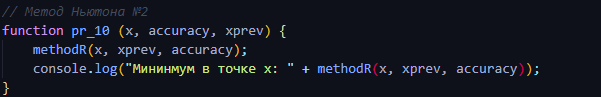 // Метод Ньютона №2
function pr_10 (x, accuracy, xprev) {
methodR(x, xprev, accuracy);
console.log("Мининмум в точке x: " + methodR(x, xprev, accuracy));
}